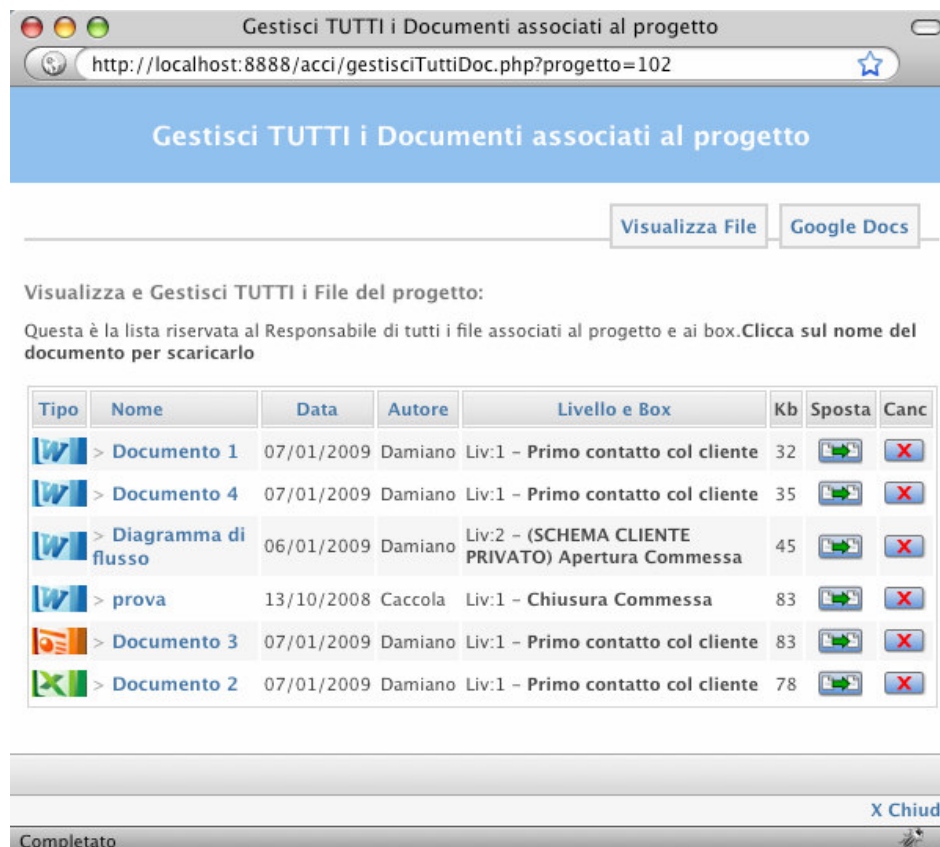 Gestisci TUTTI i Documenti associati al progetto
http://localhost:8888/acci/gestisciTuttiDoc.php?progetto=102
Gestisci TUTTI i Documenti associati al progetto
Visualizza File Google Docs
Visualizza e Gestisci TUTTI i File del progetto:
Questa è la lista riservata al Responsabile di tutti i file associati al progetto e ai box.Clicca sul nome del
documento per scaricarlo
Tipo Nome Data Autore Livello e Box Kb Sposta Canc
> Documento 1 07/01/2009 Damiano Liv:1 - Primo contatto col cliente 32
> Documento 4 07/01/2009 Damiano Liv:1 - Primo contatto col cliente 35
> Diagramma di flusso 06/01/2009 Damiano Liv:2 - (SCHEMA CLIENTE PRIVATO) Apertura Commessa 45
> prova 13/10/2008 Caccola Liv:1 - Chiusura Commessa 83
> Documento 3 07/01/2009 Damiano Liv:1 - Primo contatto col cliente 83
> Documento 2 07/01/2009 Damiano Liv:1 - Primo contatto col cliente 78
X Chiud
Completato